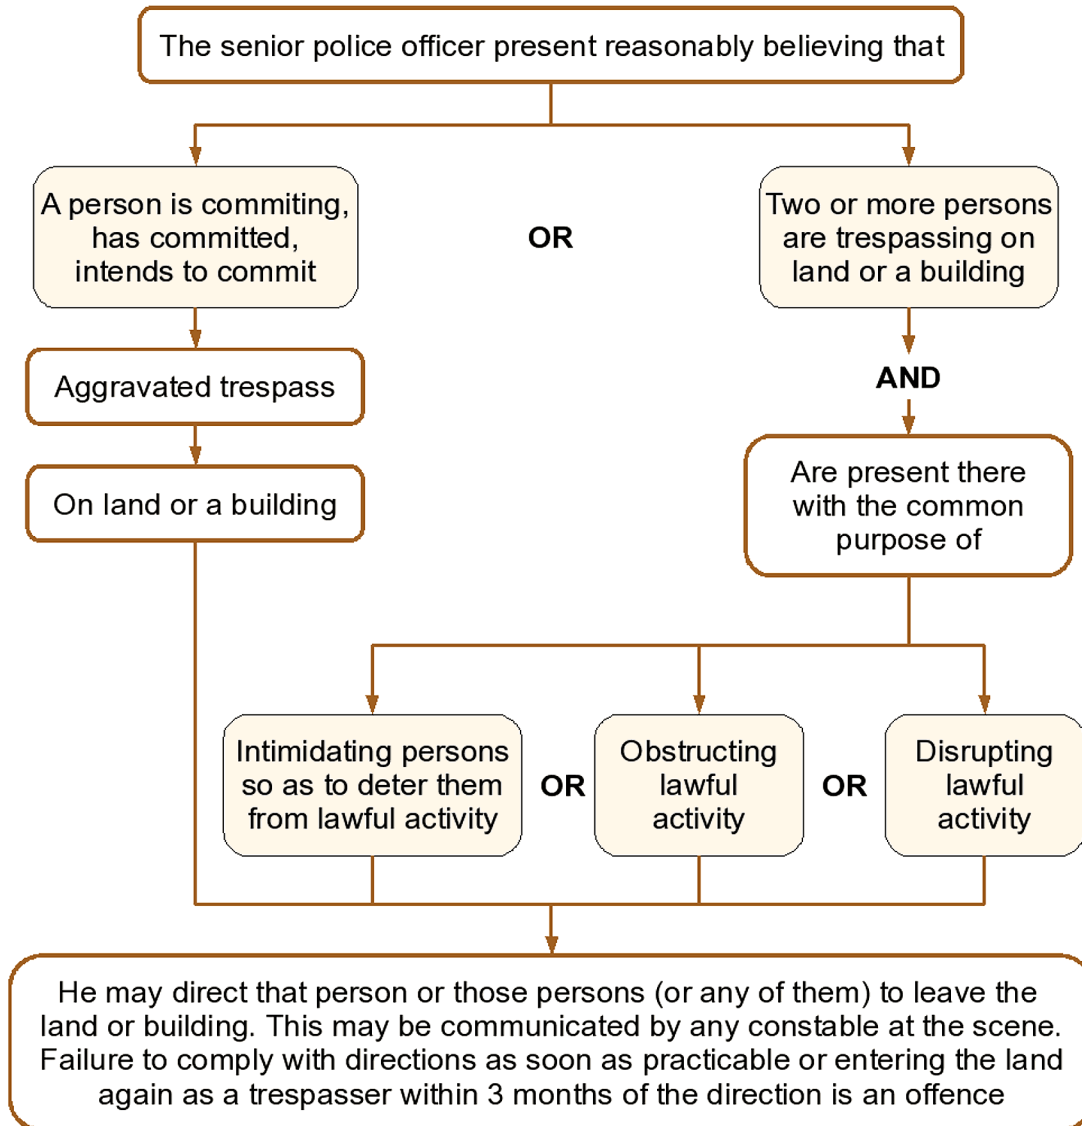 The senior police officer present reasonably believing that
A person is commiting,
has committed,
intends to commit
OR
Two or more persons
are trespassing on
land or a building
Aggravated trespass
AND
On land or a building
Are present there
with the common
purpose of
Intimidating persons
so as to deter them
from lawful activity
OR
Obstructing
lawful
activity
OR
Disrupting
lawful
activity
He may direct that person or those persons (or any of them) to leave the
land or building. This may be communicated by any constable at the scene.
Failure to comply with directions as soon as practicable or entering the land
again as a trespasser within 3 months of the direction is an offence